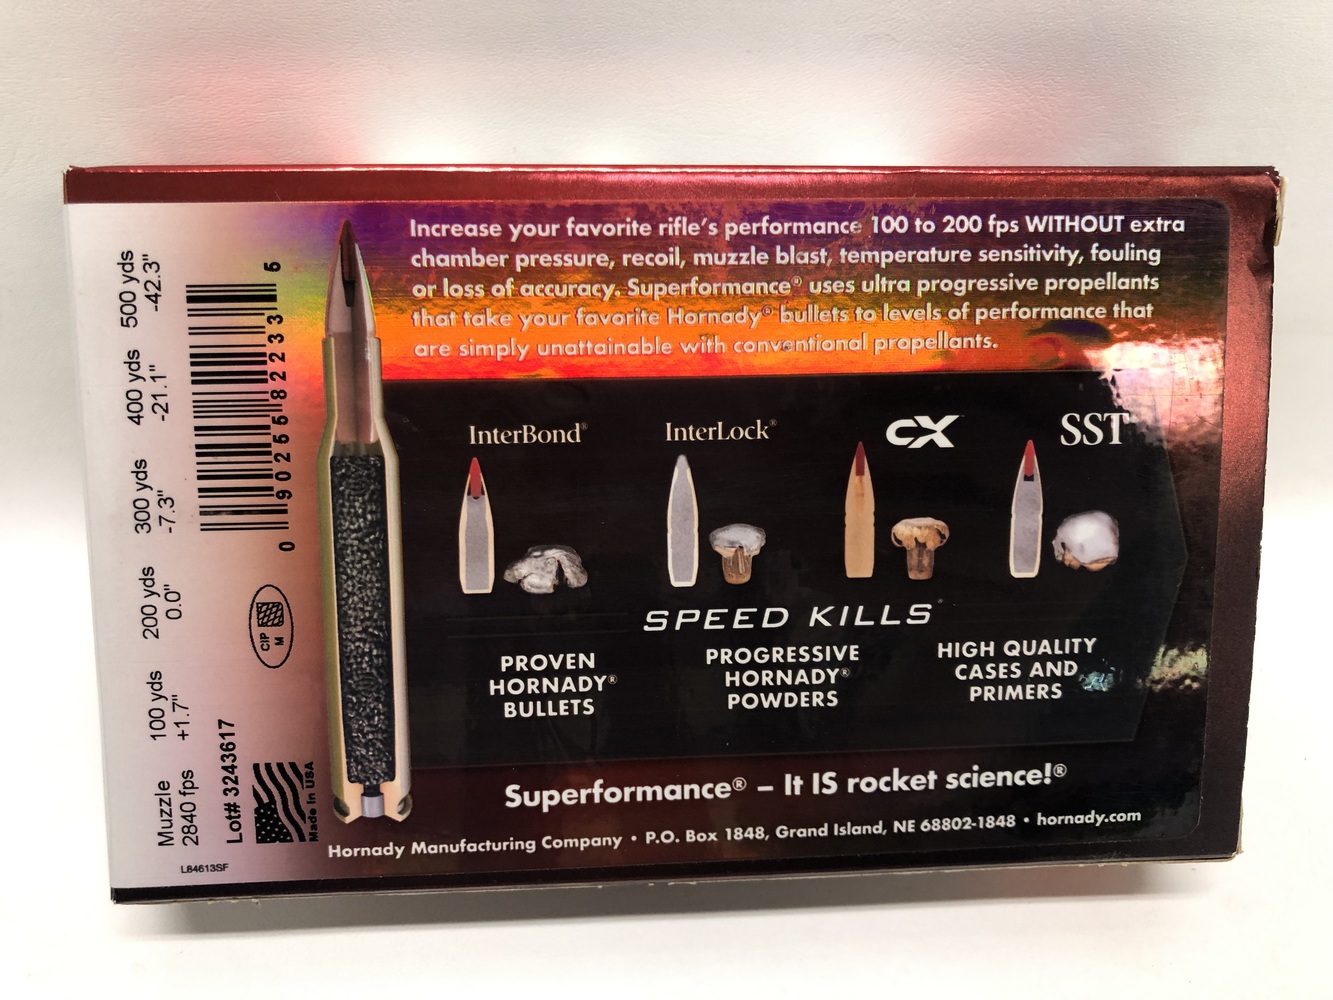 Increase your favorite rifle's performance 100 to 200 fps WITHOUT extra
chamber pressure, recoil, muzzle blast, temperature sensitivity, fouling
or loss of accuracy. Superformance® uses ultra progressive propellants
that take your favorite Hornady® bullets to levels of performance that
are simply unattainable with conventional propellants.
InterBond®
InterLock®
CX™
SST®
SPEED KILLS™
PROVEN
HORNADY®
BULLETS
PROGRESSIVE
HORNADY®
POWDERS
HIGH QUALITY
CASES AND
PRIMERS
Superformance® – It IS rocket science!®
Hornady Manufacturing Company • P.O. Box 1848, Grand Island, NE 68802-1848 • hornady.com
Muzzle 100 yds 200 yds 300 yds 400 yds 500 yds
2840 fps +1.7" 0.0" -7.3" -21.1" -42.3"
Lot# 3243617
CIP
M
0 90255 82233 6
Made in USA
L84613SF